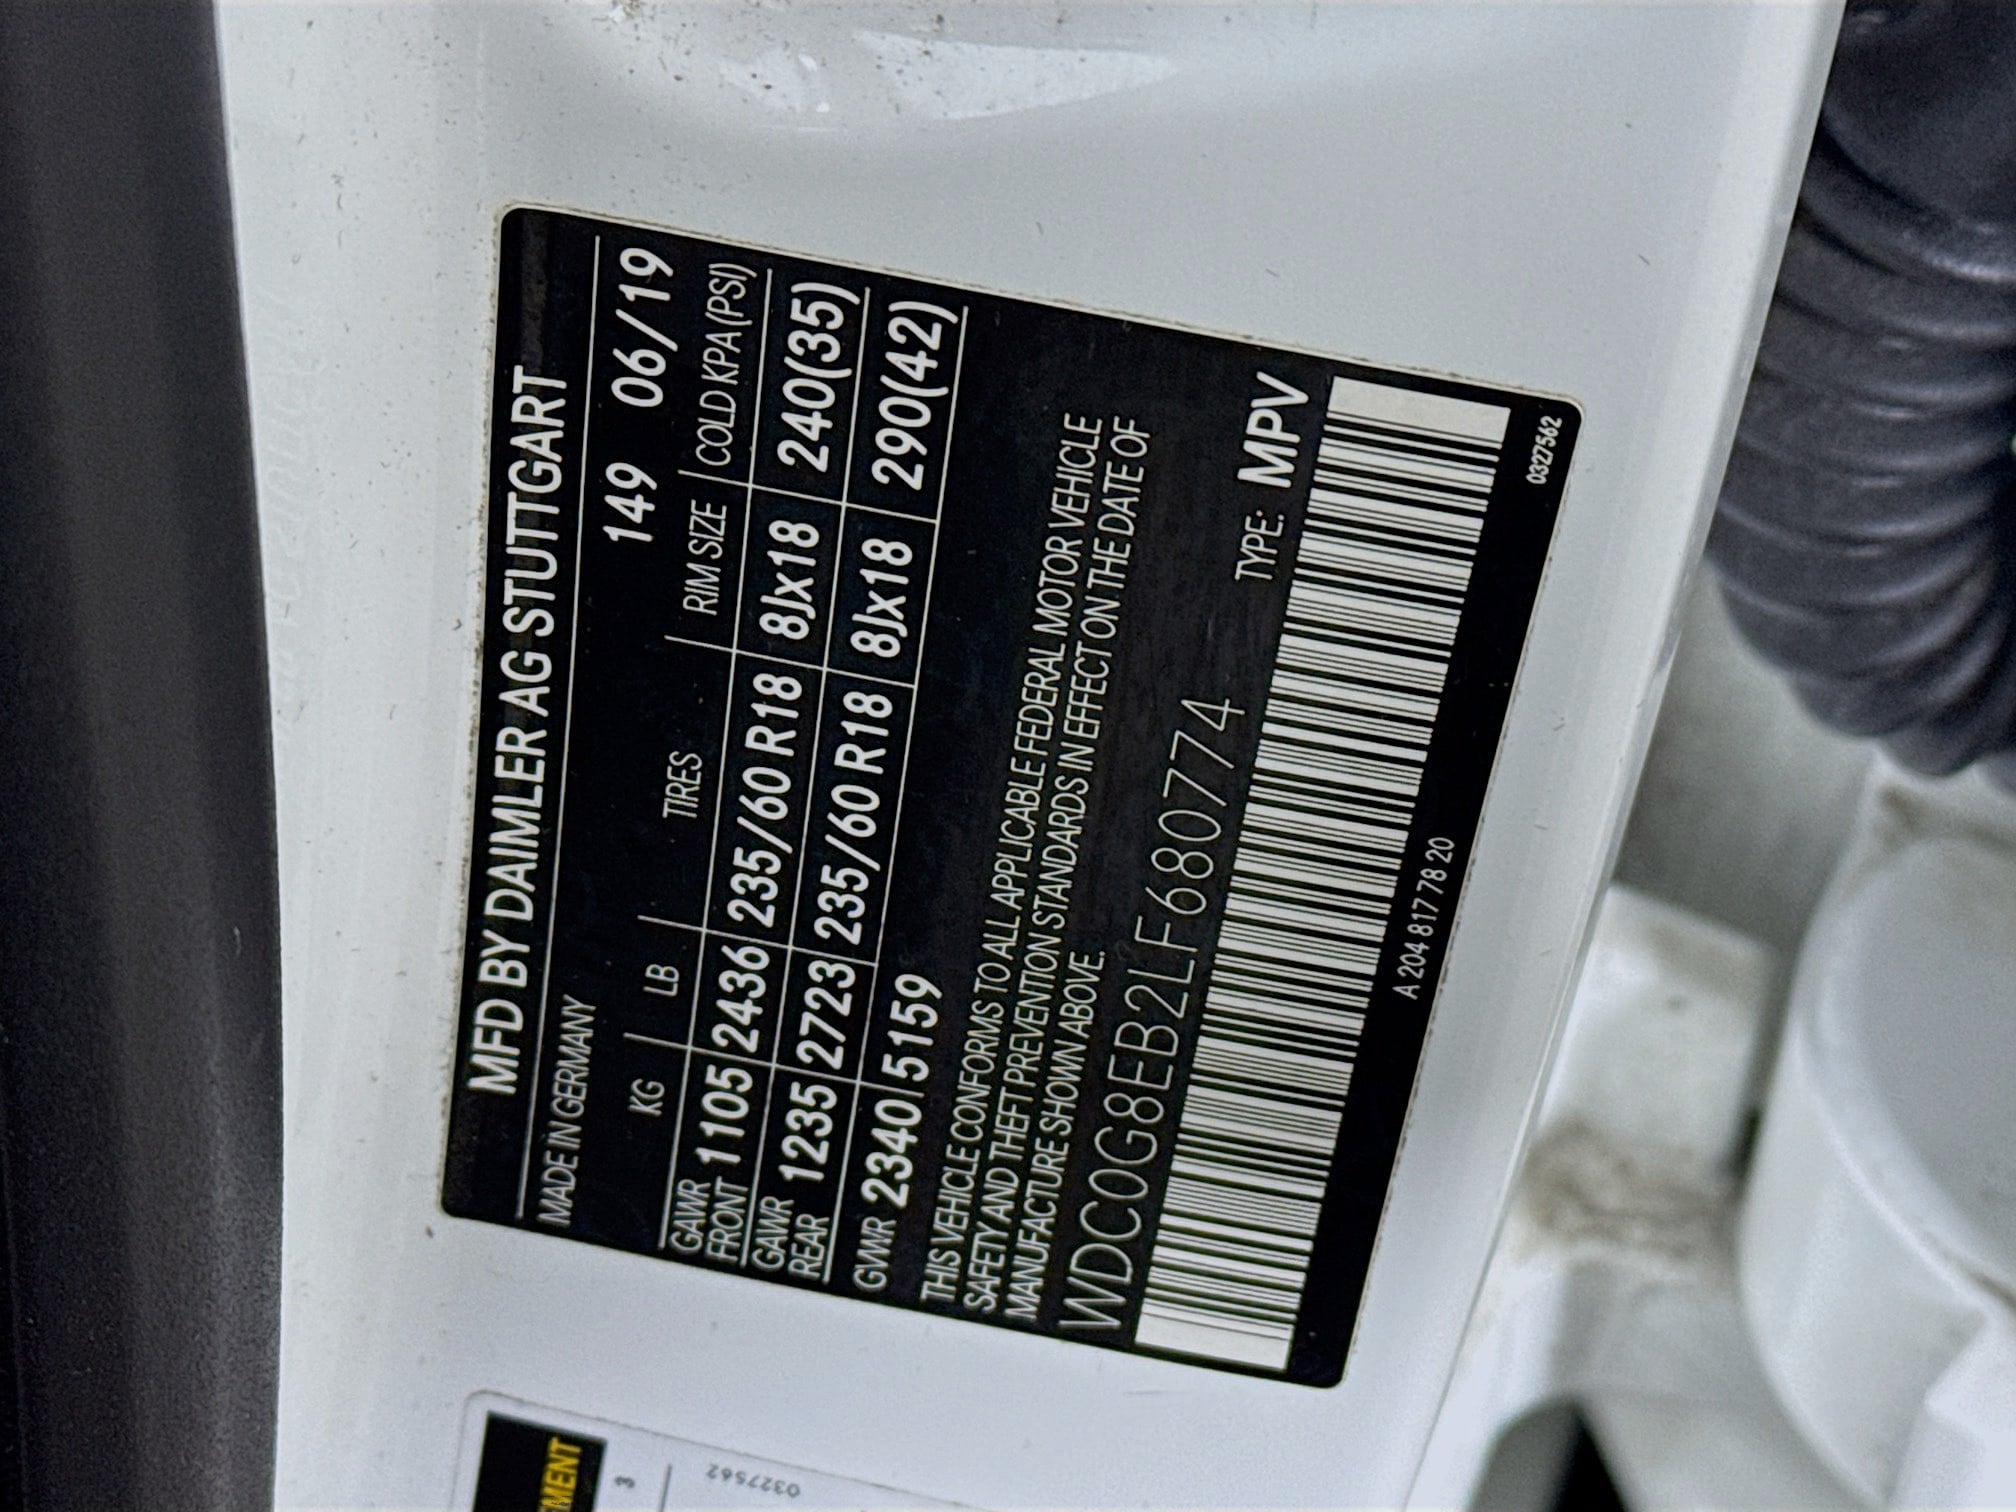 MFD BY DAIMLER AG STUTTGART
MADE IN GERMANY 149 06/19
KG LB TIRES RIM SIZE COLD KPA (PSI)
GAWR FRONT 1105 2436 235/60 R18 8Jx18 240(35)
GAWR REAR 1235 2723 235/60 R18 8Jx18 290(42)
GVWR 2340 5159
THIS VEHICLE CONFORMS TO ALL APPLICABLE FEDERAL MOTOR VEHICLE
SAFETY AND THEFT PREVENTION STANDARDS IN EFFECT ON THE DATE OF
MANUFACTURE SHOWN ABOVE.
WDC0G8EB2LF680774 TYPE: MPV
A 204 817 78 20 0327562
3
0327562